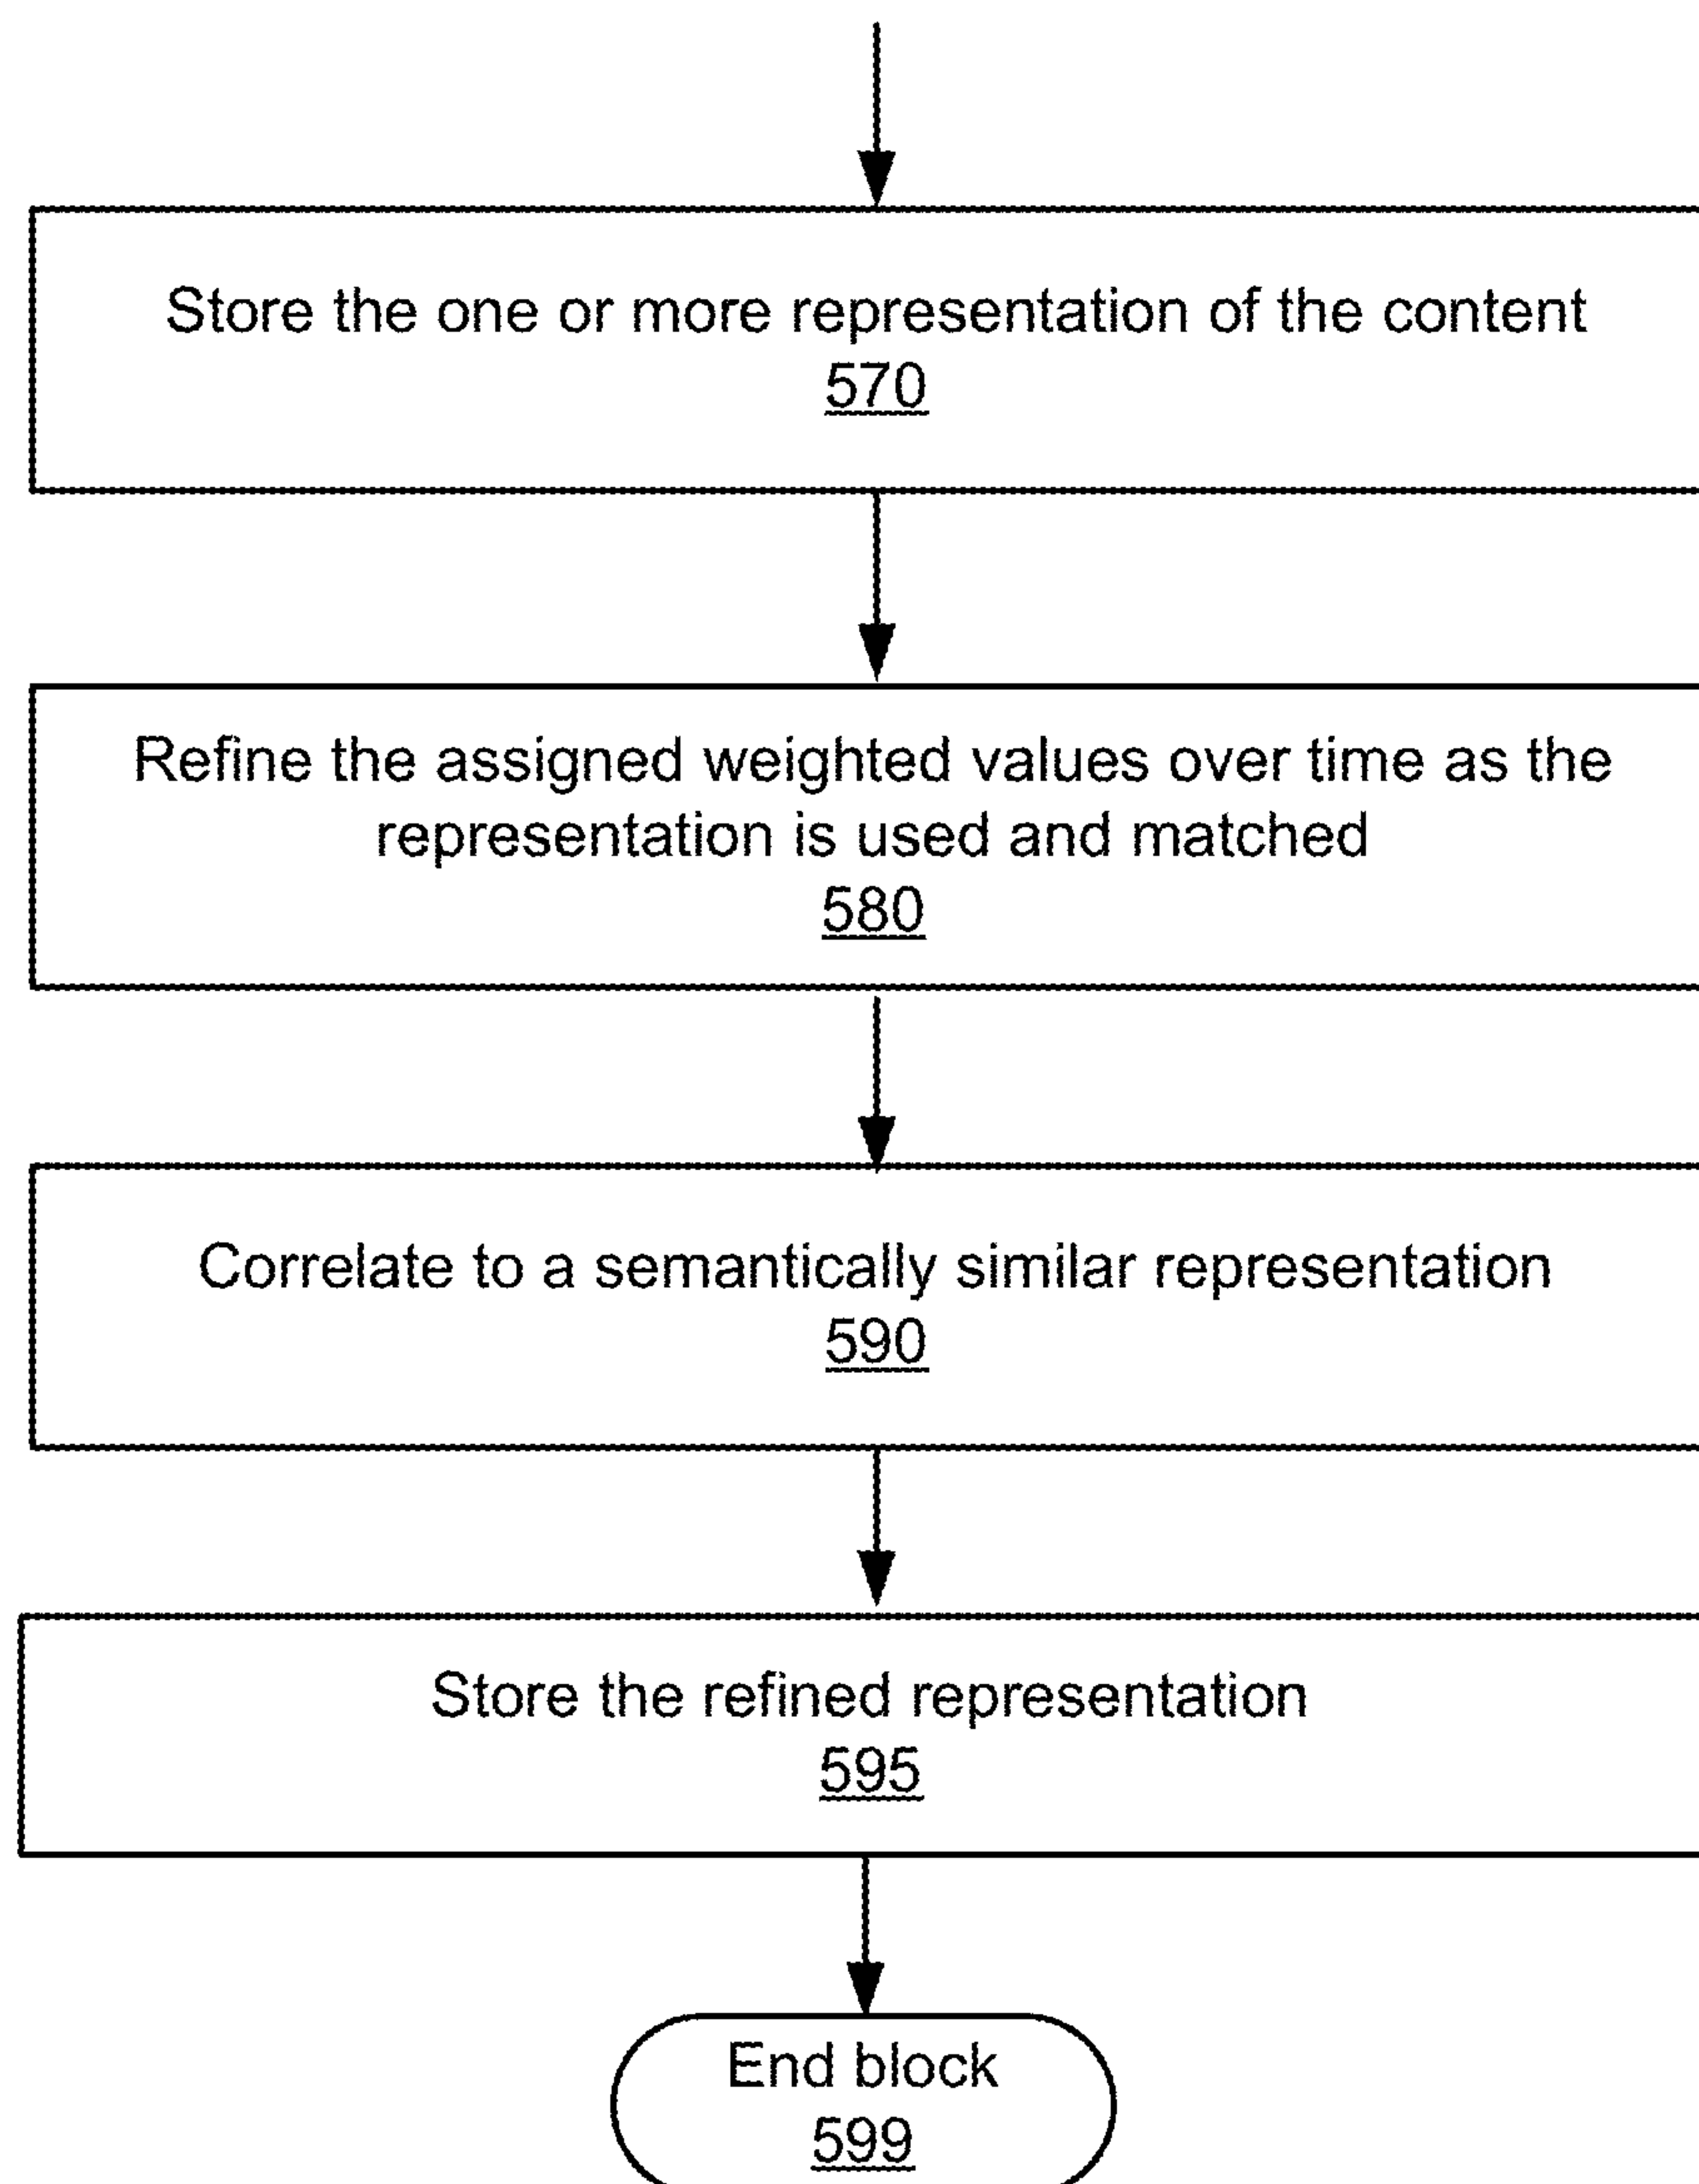 Store the one or more representation of the content
570
Refine the assigned weighted values over time as the
representation is used and matched
580
Correlate to a semantically similar representation
590
Store the refined representation
595
End block
599